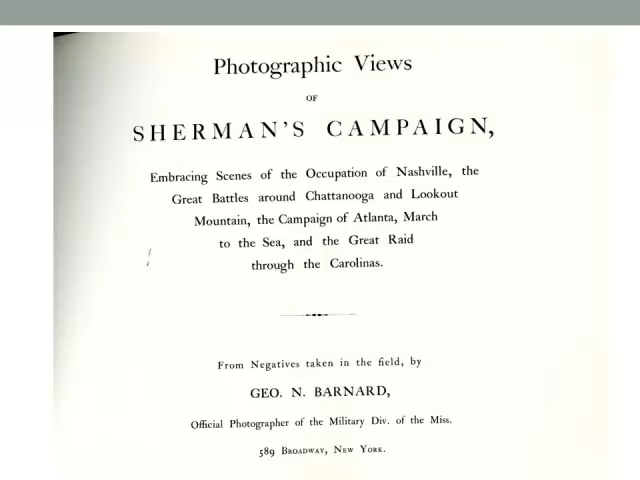 Photographic Views
OF
SHERMAN'S CAMPAIGN,
Embracing Scenes of the Occupation of Nashville, the
Great Battles around Chattanooga and Lookout
Mountain, the Campaign of Atlanta, March
to the Sea, and the Great Raid
through the Carolinas.
From Negatives taken in the field, by
GEO. N. BARNARD,
Official Photographer of the Military Div. of the Miss.
589 BROADWAY, NEW YORK.